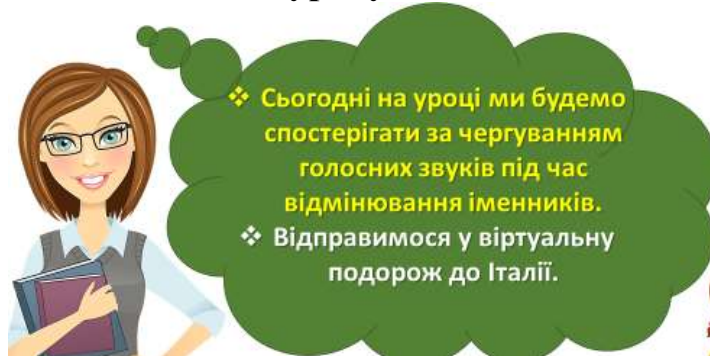 ❖ Сьогодні на уроці ми будемо
спостерігати за чергуванням
голосних звуків під час
відмінювання іменників.
❖ Відправимося у віртуальну
подорож до Італії.